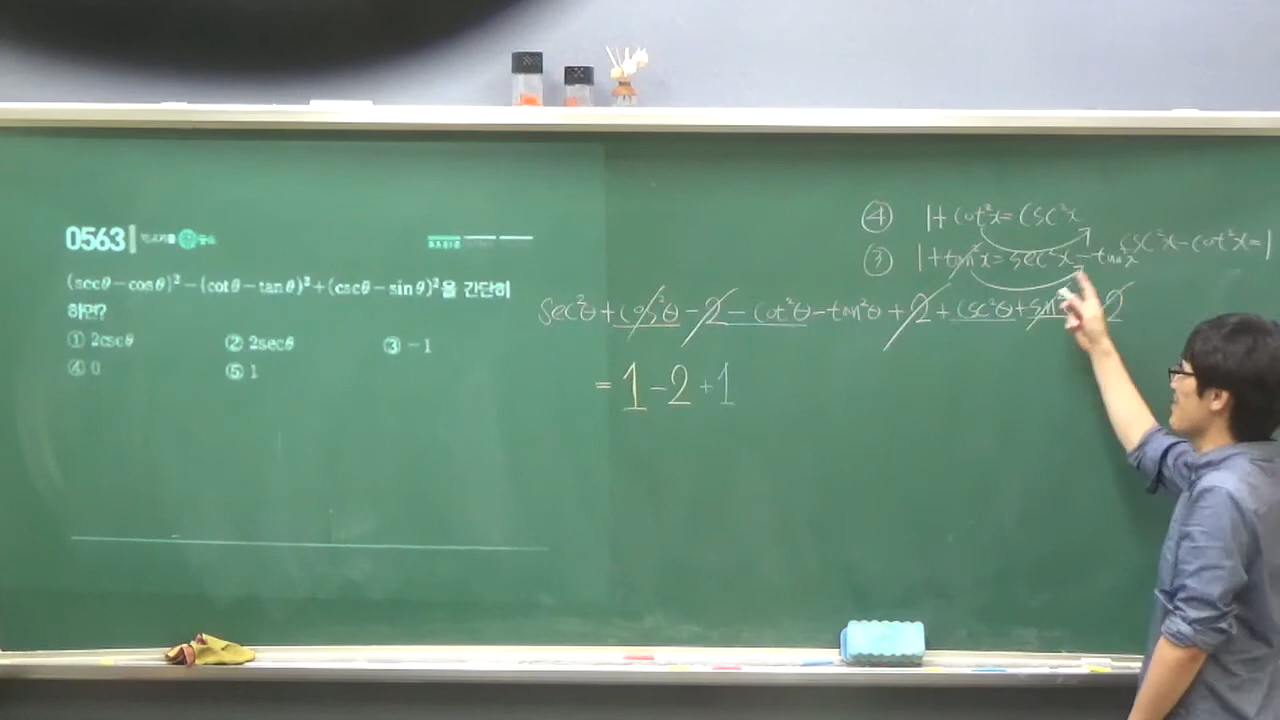 0563
BASIC
(secθ－cosθ)²－(cotθ－tanθ)²＋(cscθ－sinθ)²을 간단히
하면?
① 2cscθ ② 2secθ ③ －1
④ 0 ⑤ 1
④ 1+cot²x=csc²x
③ 1+tan²x=sec²x-tan²x csc²x-cot²x=1
sec²θ+cos²θ-2-cot²θ-tan²θ+2+csc²θ+sin²θ-2
=1-2+1